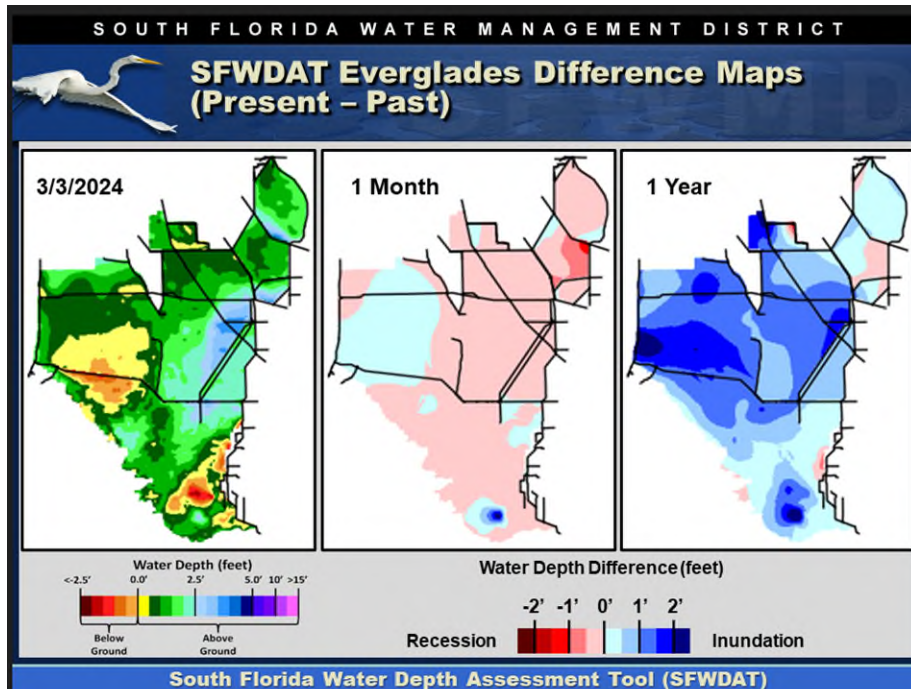 SOUTH FLORIDA WATER MANAGEMENT DISTRICT
SFWDAT Everglades Difference Maps
(Present – Past)
3/3/2024
1 Month
1 Year
Water Depth (feet)
<-2.5' 0.0' 2.5' 5.0' 10' >15'
Below
Ground
Above
Ground
Water Depth Difference (feet)
-2' -1' 0' 1' 2'
Recession
Inundation
South Florida Water Depth Assessment Tool (SFWDAT)